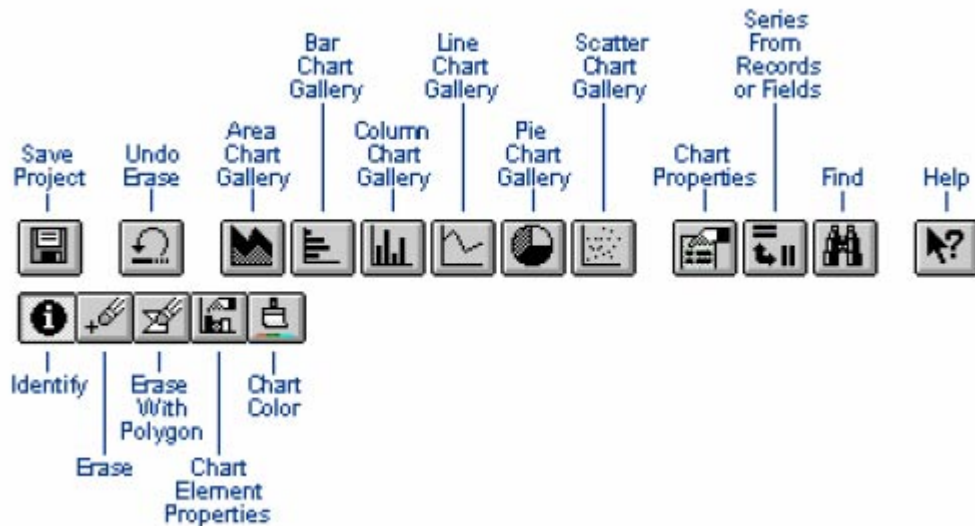 Save
Project
Undo
Erase
Area
Chart
Gallery
Bar
Chart
Gallery
Column
Chart
Gallery
Line
Chart
Gallery
Pie
Chart
Gallery
Scatter
Chart
Gallery
Chart
Properties
Series
From
Records
or Fields
Find
Help
Identify
Erase
Erase
With
Polygon
Chart
Element
Properties
Chart
Color